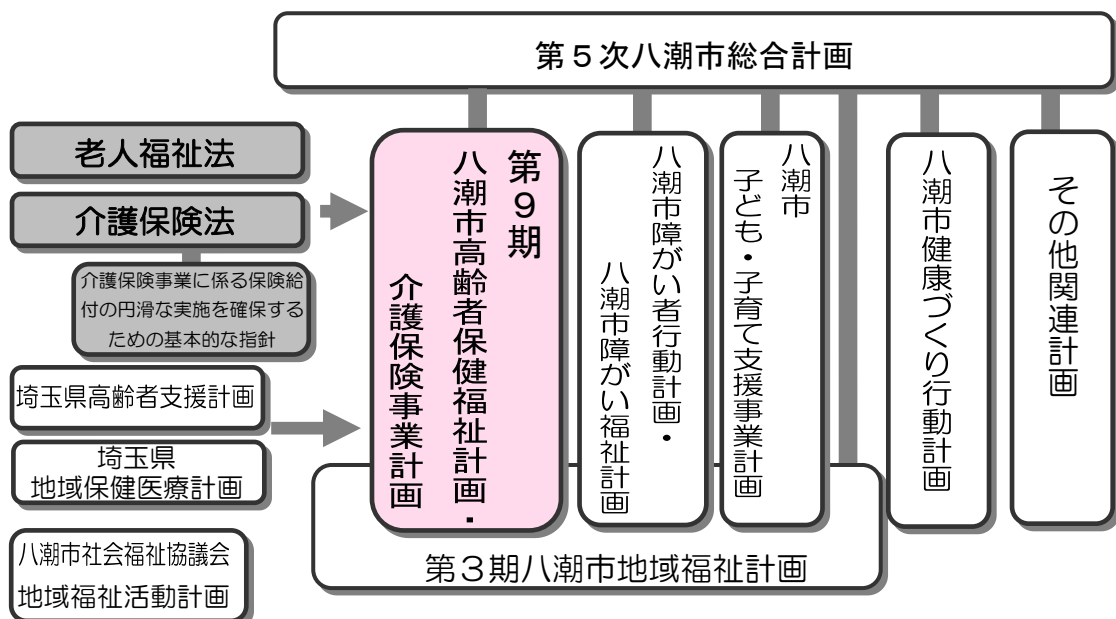 第５次八潮市総合計画
老人福祉法
介護保険法
介護保険事業に係る保険給
付の円滑な実施を確保する
ための基本的な指針
埼玉県高齢者支援計画
埼玉県
地域保健医療計画
八潮市社会福祉協議会
地域福祉活動計画
第９期
八潮市高齢者保健福祉計画・
介護保険事業計画
八潮市障がい者行動計画・
八潮市障がい福祉計画
八潮市
子ども・子育て支援事業計画
八潮市健康づくり行動計画
その他関連計画
第３期八潮市地域福祉計画